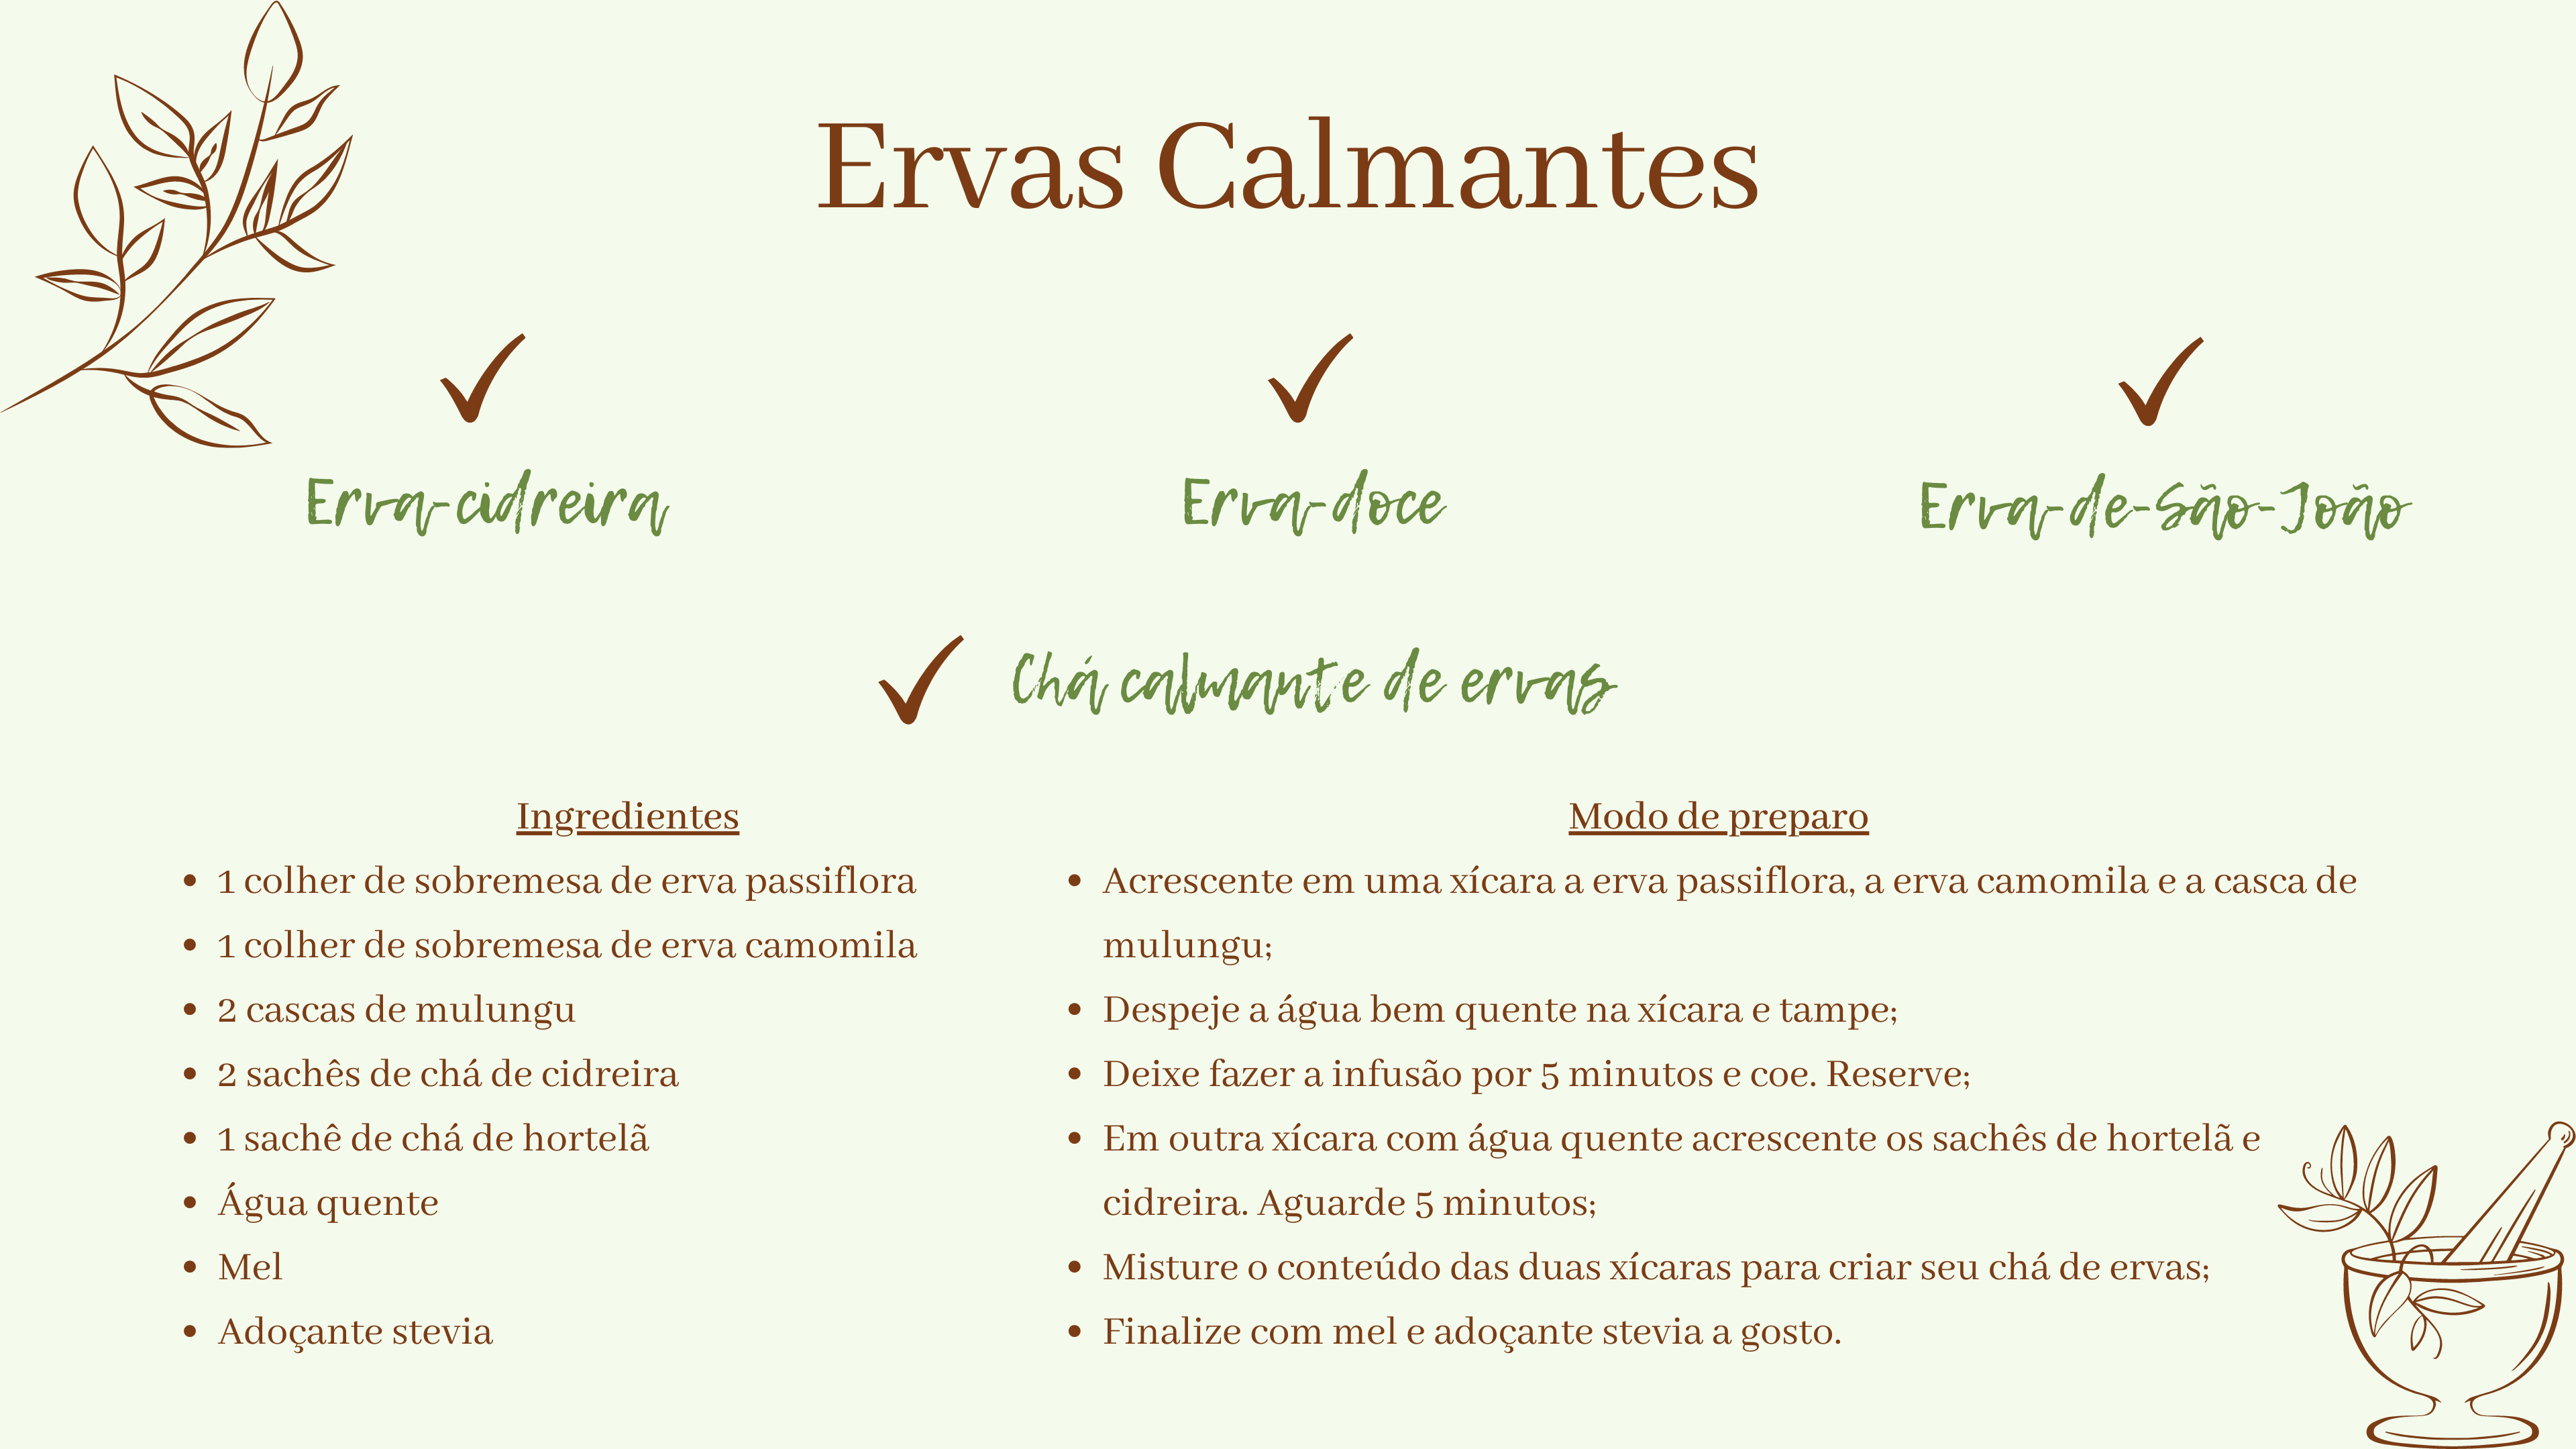 Ervas Calmantes
Erva-cidreira
Erva-doce
Erva-de-São-João
Chá calmante de ervas
Ingredientes
1 colher de sobremesa de erva passiflora
1 colher de sobremesa de erva camomila
2 cascas de mulungu
2 sachês de chá de cidreira
1 sachê de chá de hortelã
Água quente
Mel
Adoçante stevia
Modo de preparo
Acrescente em uma xícara a erva passiflora, a erva camomila e a casca de
mulungu;
Despeje a água bem quente na xícara e tampe;
Deixe fazer a infusão por 5 minutos e coe. Reserve;
Em outra xícara com água quente acrescente os sachês de hortelã e
cidreira. Aguarde 5 minutos;
Misture o conteúdo das duas xícaras para criar seu chá de ervas;
Finalize com mel e adoçante stevia a gosto.